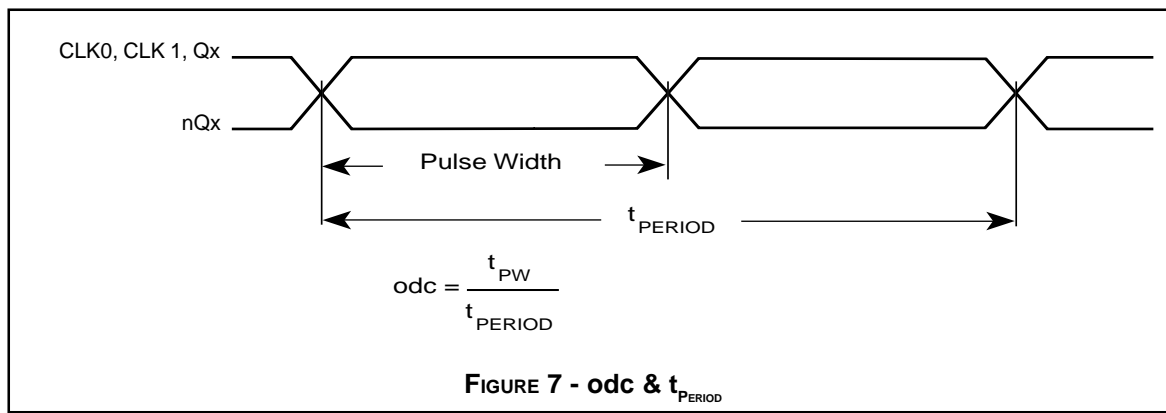 CLK0, CLK 1, Qx
nQx
Pulse Width
tPERIOD
odc = tPW
tPERIOD
FIGURE 7 - odc & tPERIOD